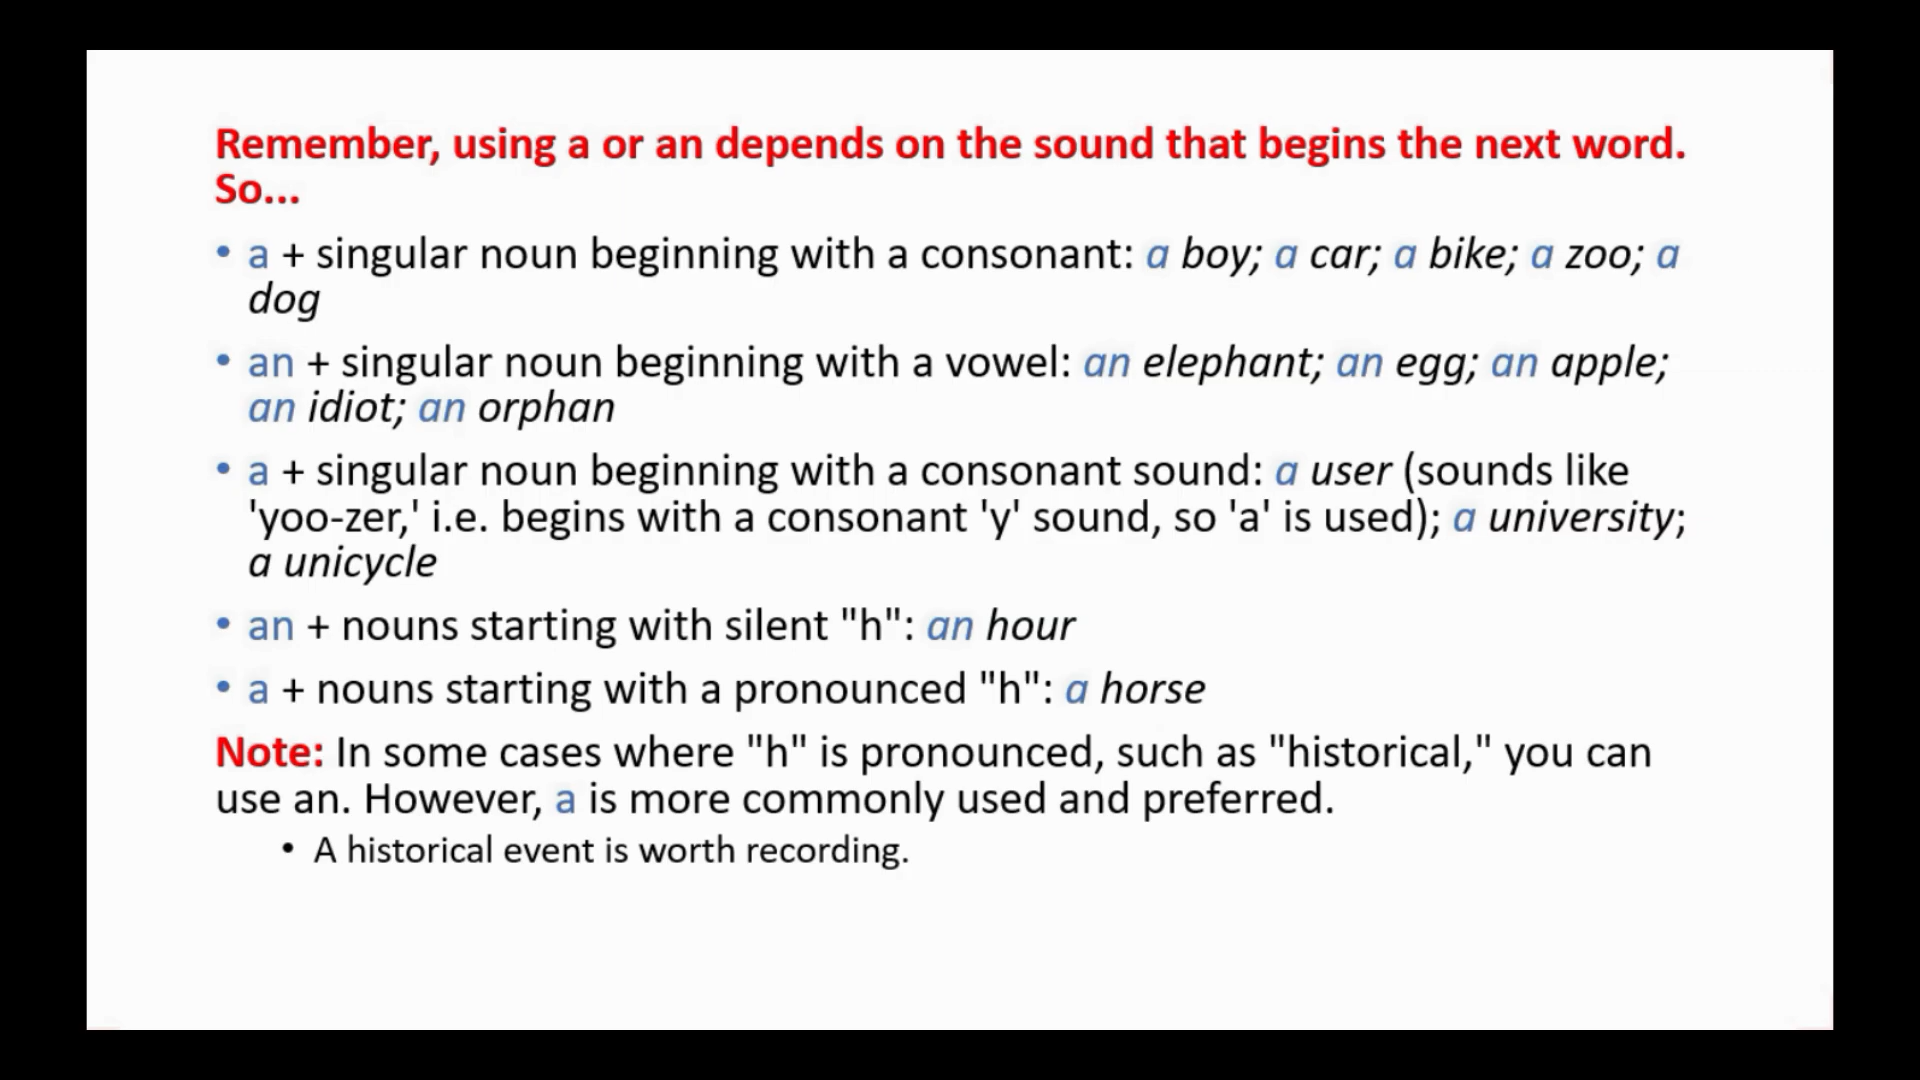 Remember, using a or an depends on the sound that begins the next word.
So...
• a + singular noun beginning with a consonant: a boy; a car; a bike; a zoo; a
dog
• an + singular noun beginning with a vowel: an elephant; an egg; an apple;
an idiot; an orphan
• a + singular noun beginning with a consonant sound: a user (sounds like
'yoo-zer,' i.e. begins with a consonant 'y' sound, so 'a' is used); a university;
a unicycle
• an + nouns starting with silent "h": an hour
• a + nouns starting with a pronounced "h": a horse
Note: In some cases where "h" is pronounced, such as "historical," you can
use an. However, a is more commonly used and preferred.
• A historical event is worth recording.